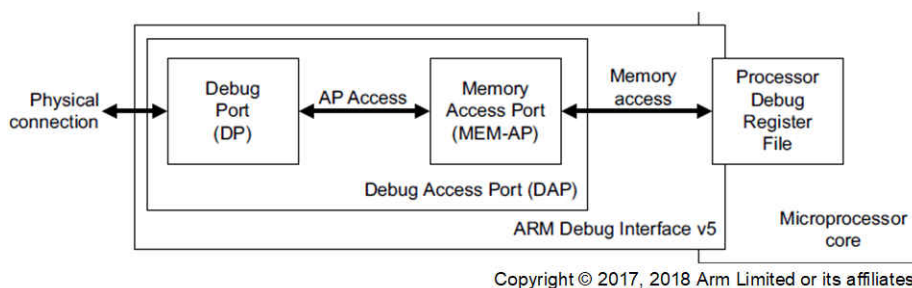 Physical
connection
Debug
Port
(DP)
AP Access
Memory
Access Port
(MEM-AP)
Memory
access
Processor
Debug
Register
File
Debug Access Port (DAP)
ARM Debug Interface v5
Microprocessor
core
Copyright © 2017, 2018 Arm Limited or its affiliates